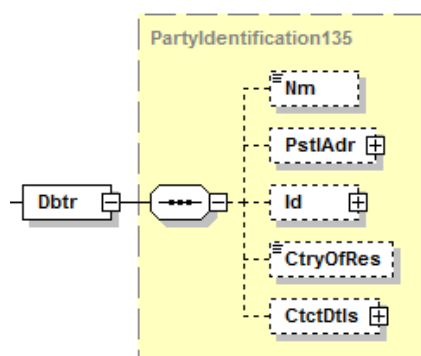 PartyIdentification135
Nm
PstlAdr
Dbtr
Id
CtryOfRes
CtctDtls